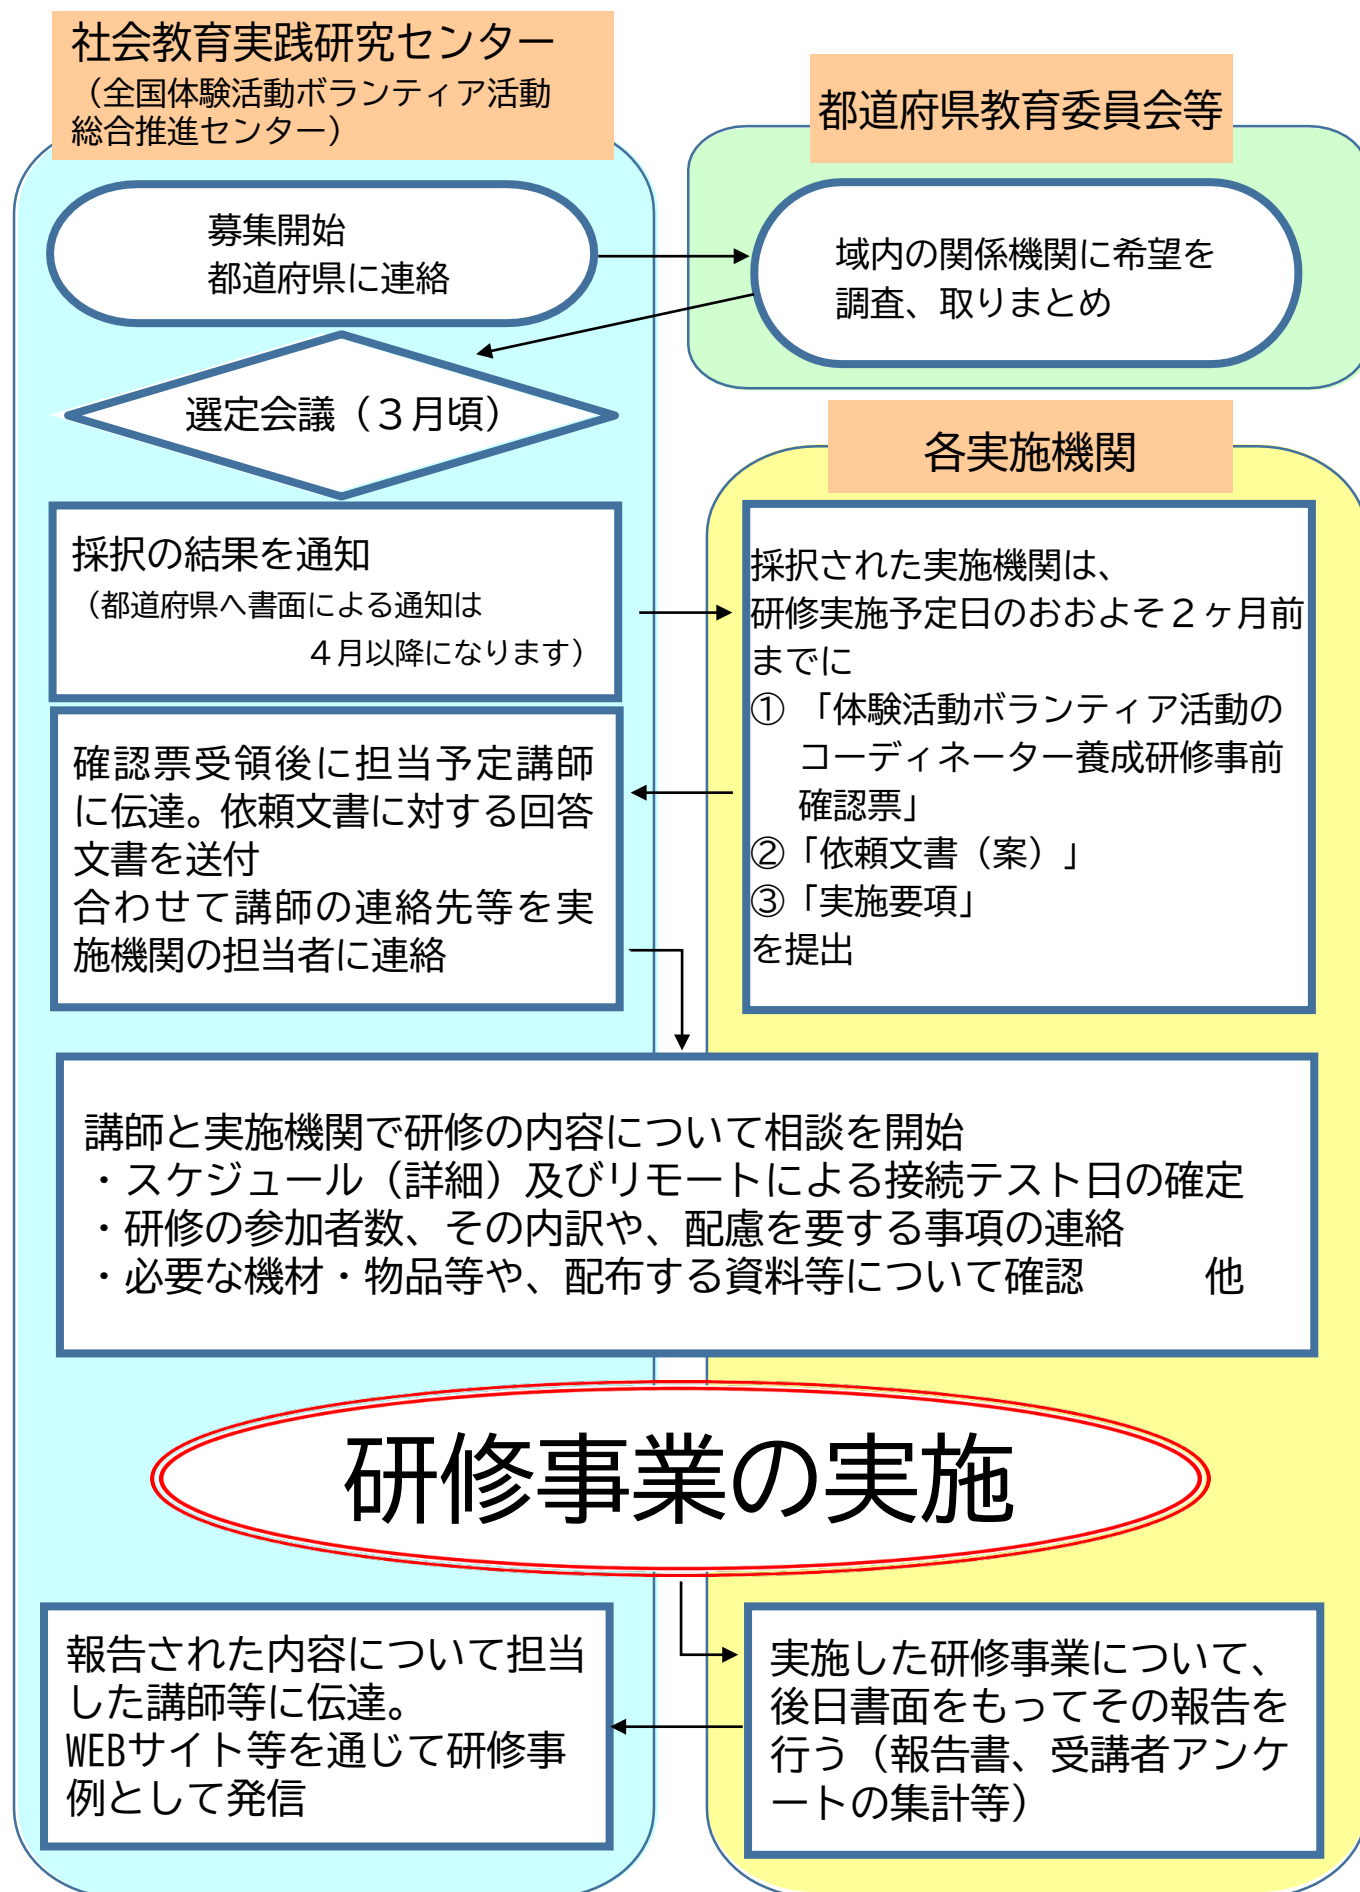 社会教育実践研究センター
（全国体験活動ボランティア活動
総合推進センター）
都道府県教育委員会等
募集開始
都道府県に連絡
域内の関係機関に希望を
調査、取りまとめ
選定会議（３月頃）
各実施機関
採択の結果を通知
（都道府県へ書面による通知は
４月以降になります）
採択された実施機関は、
研修実施予定日のおおよそ２ヶ月前
までに
①　「体験活動ボランティア活動の
コーディネーター養成研修事前
確認票」
②「依頼文書（案）」
③「実施要項」
を提出
確認票受領後に担当予定講師
に伝達。依頼文書に対する回答
文書を送付
合わせて講師の連絡先等を実
施機関の担当者に連絡
講師と実施機関で研修の内容について相談を開始
・スケジュール（詳細）及びリモートによる接続テスト日の確定
・研修の参加者数、その内訳や、配慮を要する事項の連絡
・必要な機材・物品等や、配布する資料等について確認　　　他
研修事業の実施
報告された内容について担当
した講師等に伝達。
WEBサイト等を通じて研修事
例として発信
実施した研修事業について、
後日書面をもってその報告を
行う（報告書、受講者アンケ
ートの集計等）